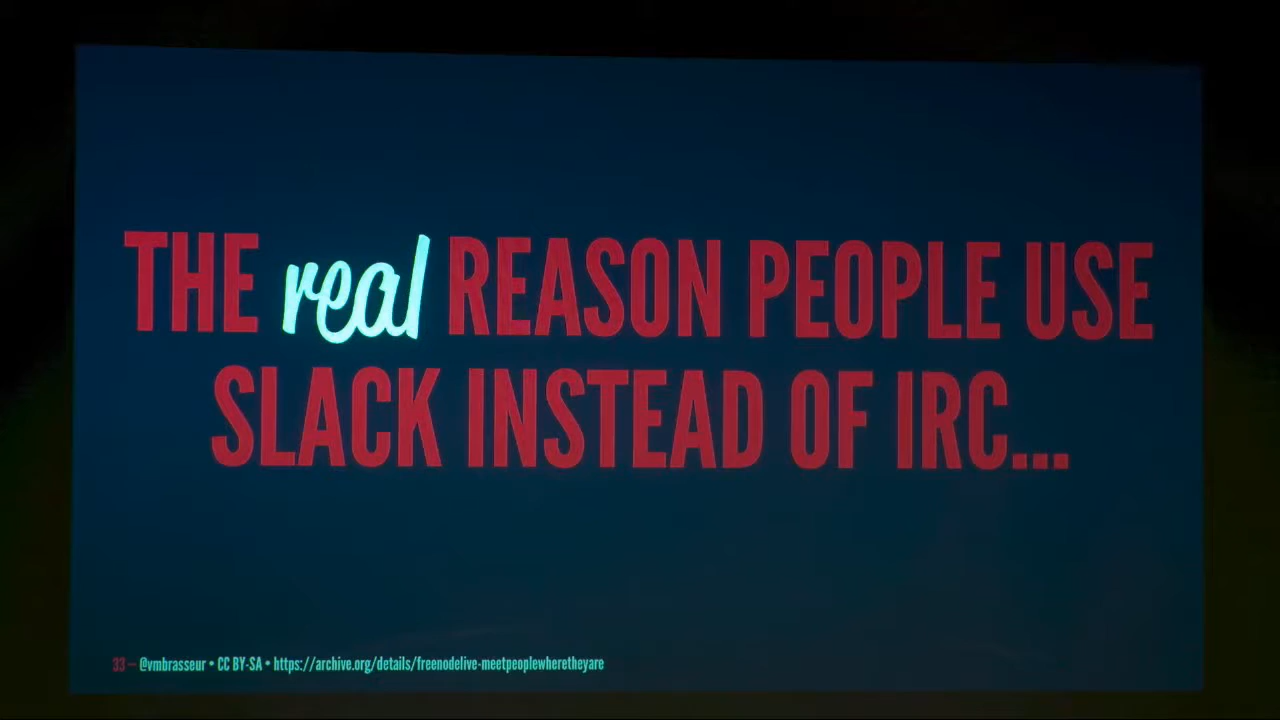 THE real REASON PEOPLE USE
SLACK INSTEAD OF IRC...
33 — @vmbrasseur • CC BY-SA • https://archive.org/details/freenodelive-meetpeoplewheretheyare